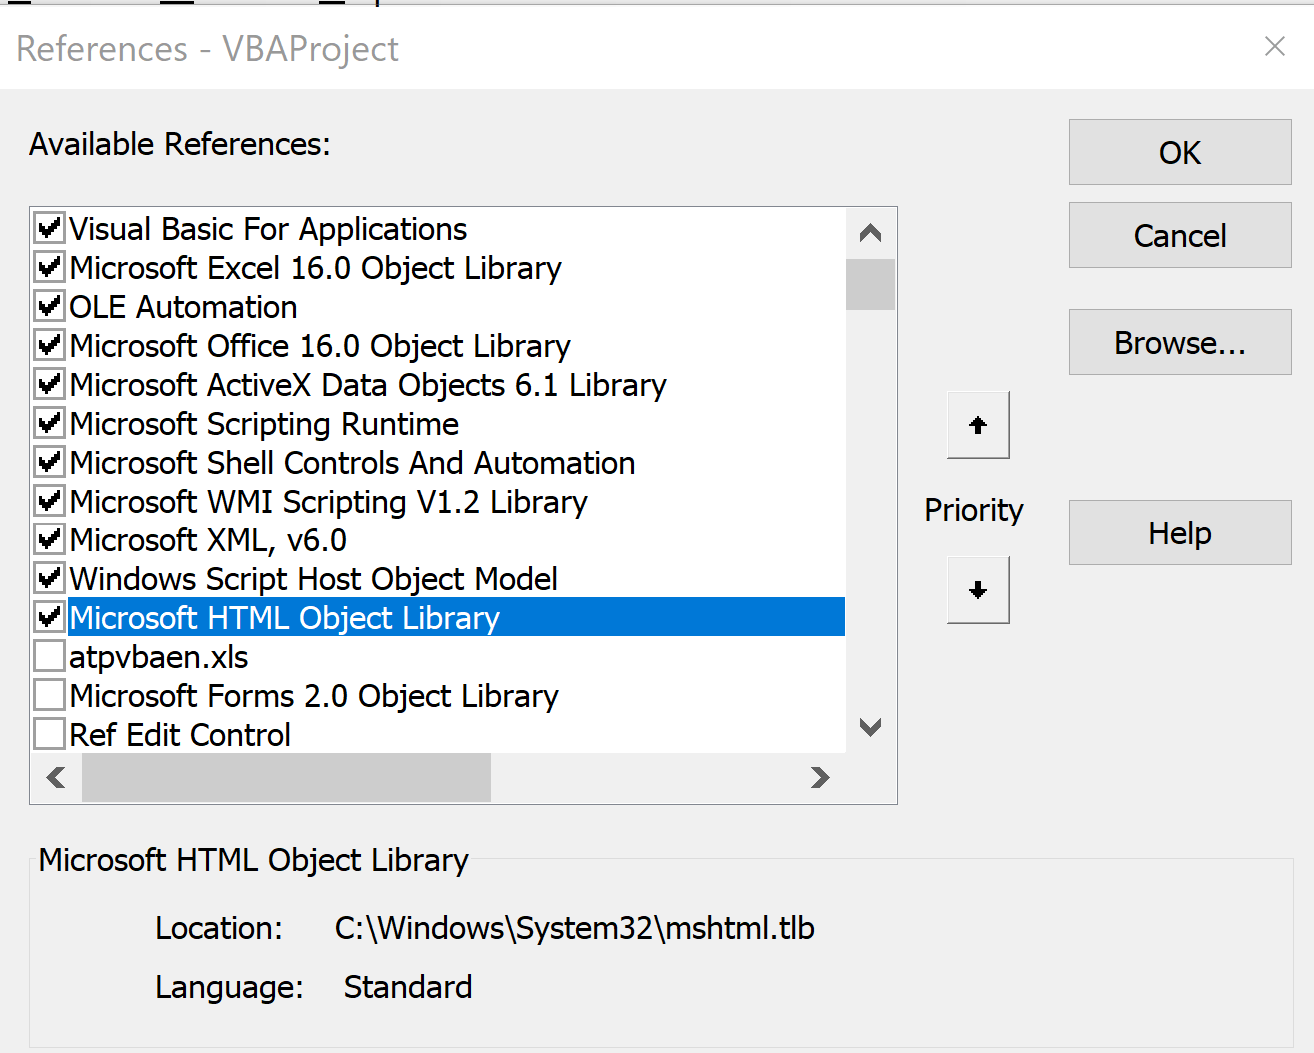 References - VBAProject
Available References:
OK
Cancel
Browse...
Help
Priority
Visual Basic For Applications
Microsoft Excel 16.0 Object Library
OLE Automation
Microsoft Office 16.0 Object Library
Microsoft ActiveX Data Objects 6.1 Library
Microsoft Scripting Runtime
Microsoft Shell Controls And Automation
Microsoft WMI Scripting V1.2 Library
Microsoft XML, v6.0
Windows Script Host Object Model
Microsoft HTML Object Library
atpvbaen.xls
Microsoft Forms 2.0 Object Library
Ref Edit Control
Microsoft HTML Object Library
Location: C:\Windows\System32\mshtml.tlb
Language: Standard